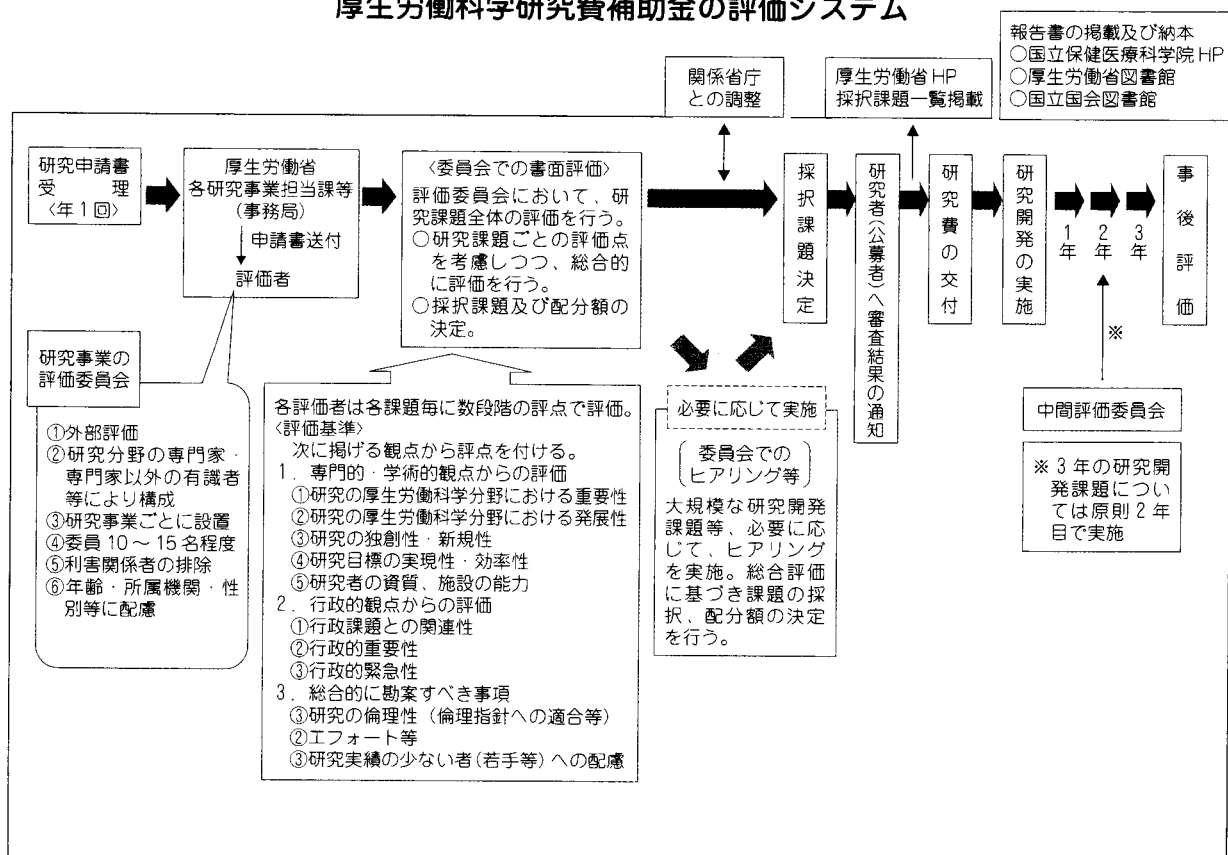 厚生労働科学研究費補助金の評価システム
報告書の掲載及び納本
○国立保健医療科学院HP
○厚生労働省図書館
○国立国会図書館
関係省庁
との調整
厚生労働省HP
採択課題一覧掲載
研究申請書
受理
〈年1回〉
厚生労働省
各研究事業担当課等
(事務局)
申請書送付
評価者
〈委員会での書面評価〉
評価委員会において、研
究課題全体の評価を行う。
○研究課題ごとの評価点
を考慮しつつ、総合的
に評価を行う。
○採択課題及び配分額の
決定。
採択課題決定
研究者(公募者)へ審査結果の通知
研究費の交付
研究開発の実施
1年
2年
3年
事後評価
研究事業の
評価委員会
①外部評価
②研究分野の専門家・
専門家以外の有識者
等により構成
③研究事業ごとに設置
④委員10～15名程度
⑤利害関係者の排除
⑥年齢・所属機関・性
別等に配慮
各評価者は各課題毎に数段階の評点で評価。
〈評価基準〉
次に掲げる観点から評点を付ける。
1．専門的・学術的観点からの評価
①研究の厚生労働科学分野における重要性
②研究の厚生労働科学分野における発展性
③研究の独創性・新規性
④研究目標の実現性・効率性
⑤研究者の資質、施設の能力
2．行政的観点からの評価
①行政課題との関連性
②行政的重要性
③行政的緊急性
3．総合的に勘案すべき事項
③研究の倫理性（倫理指針への適合等）
②エフォート等
③研究実績の少ない者(若手等)への配慮
必要に応じて実施
委員会での
ヒアリング等
大規模な研究開発
課題等、必要に応
じて、ヒアリング
を実施。総合評価
に基づき課題の採
択、配分額の決定
を行う。
※
中間評価委員会
※3年の研究開
発課題につい
ては原則2年
目で実施